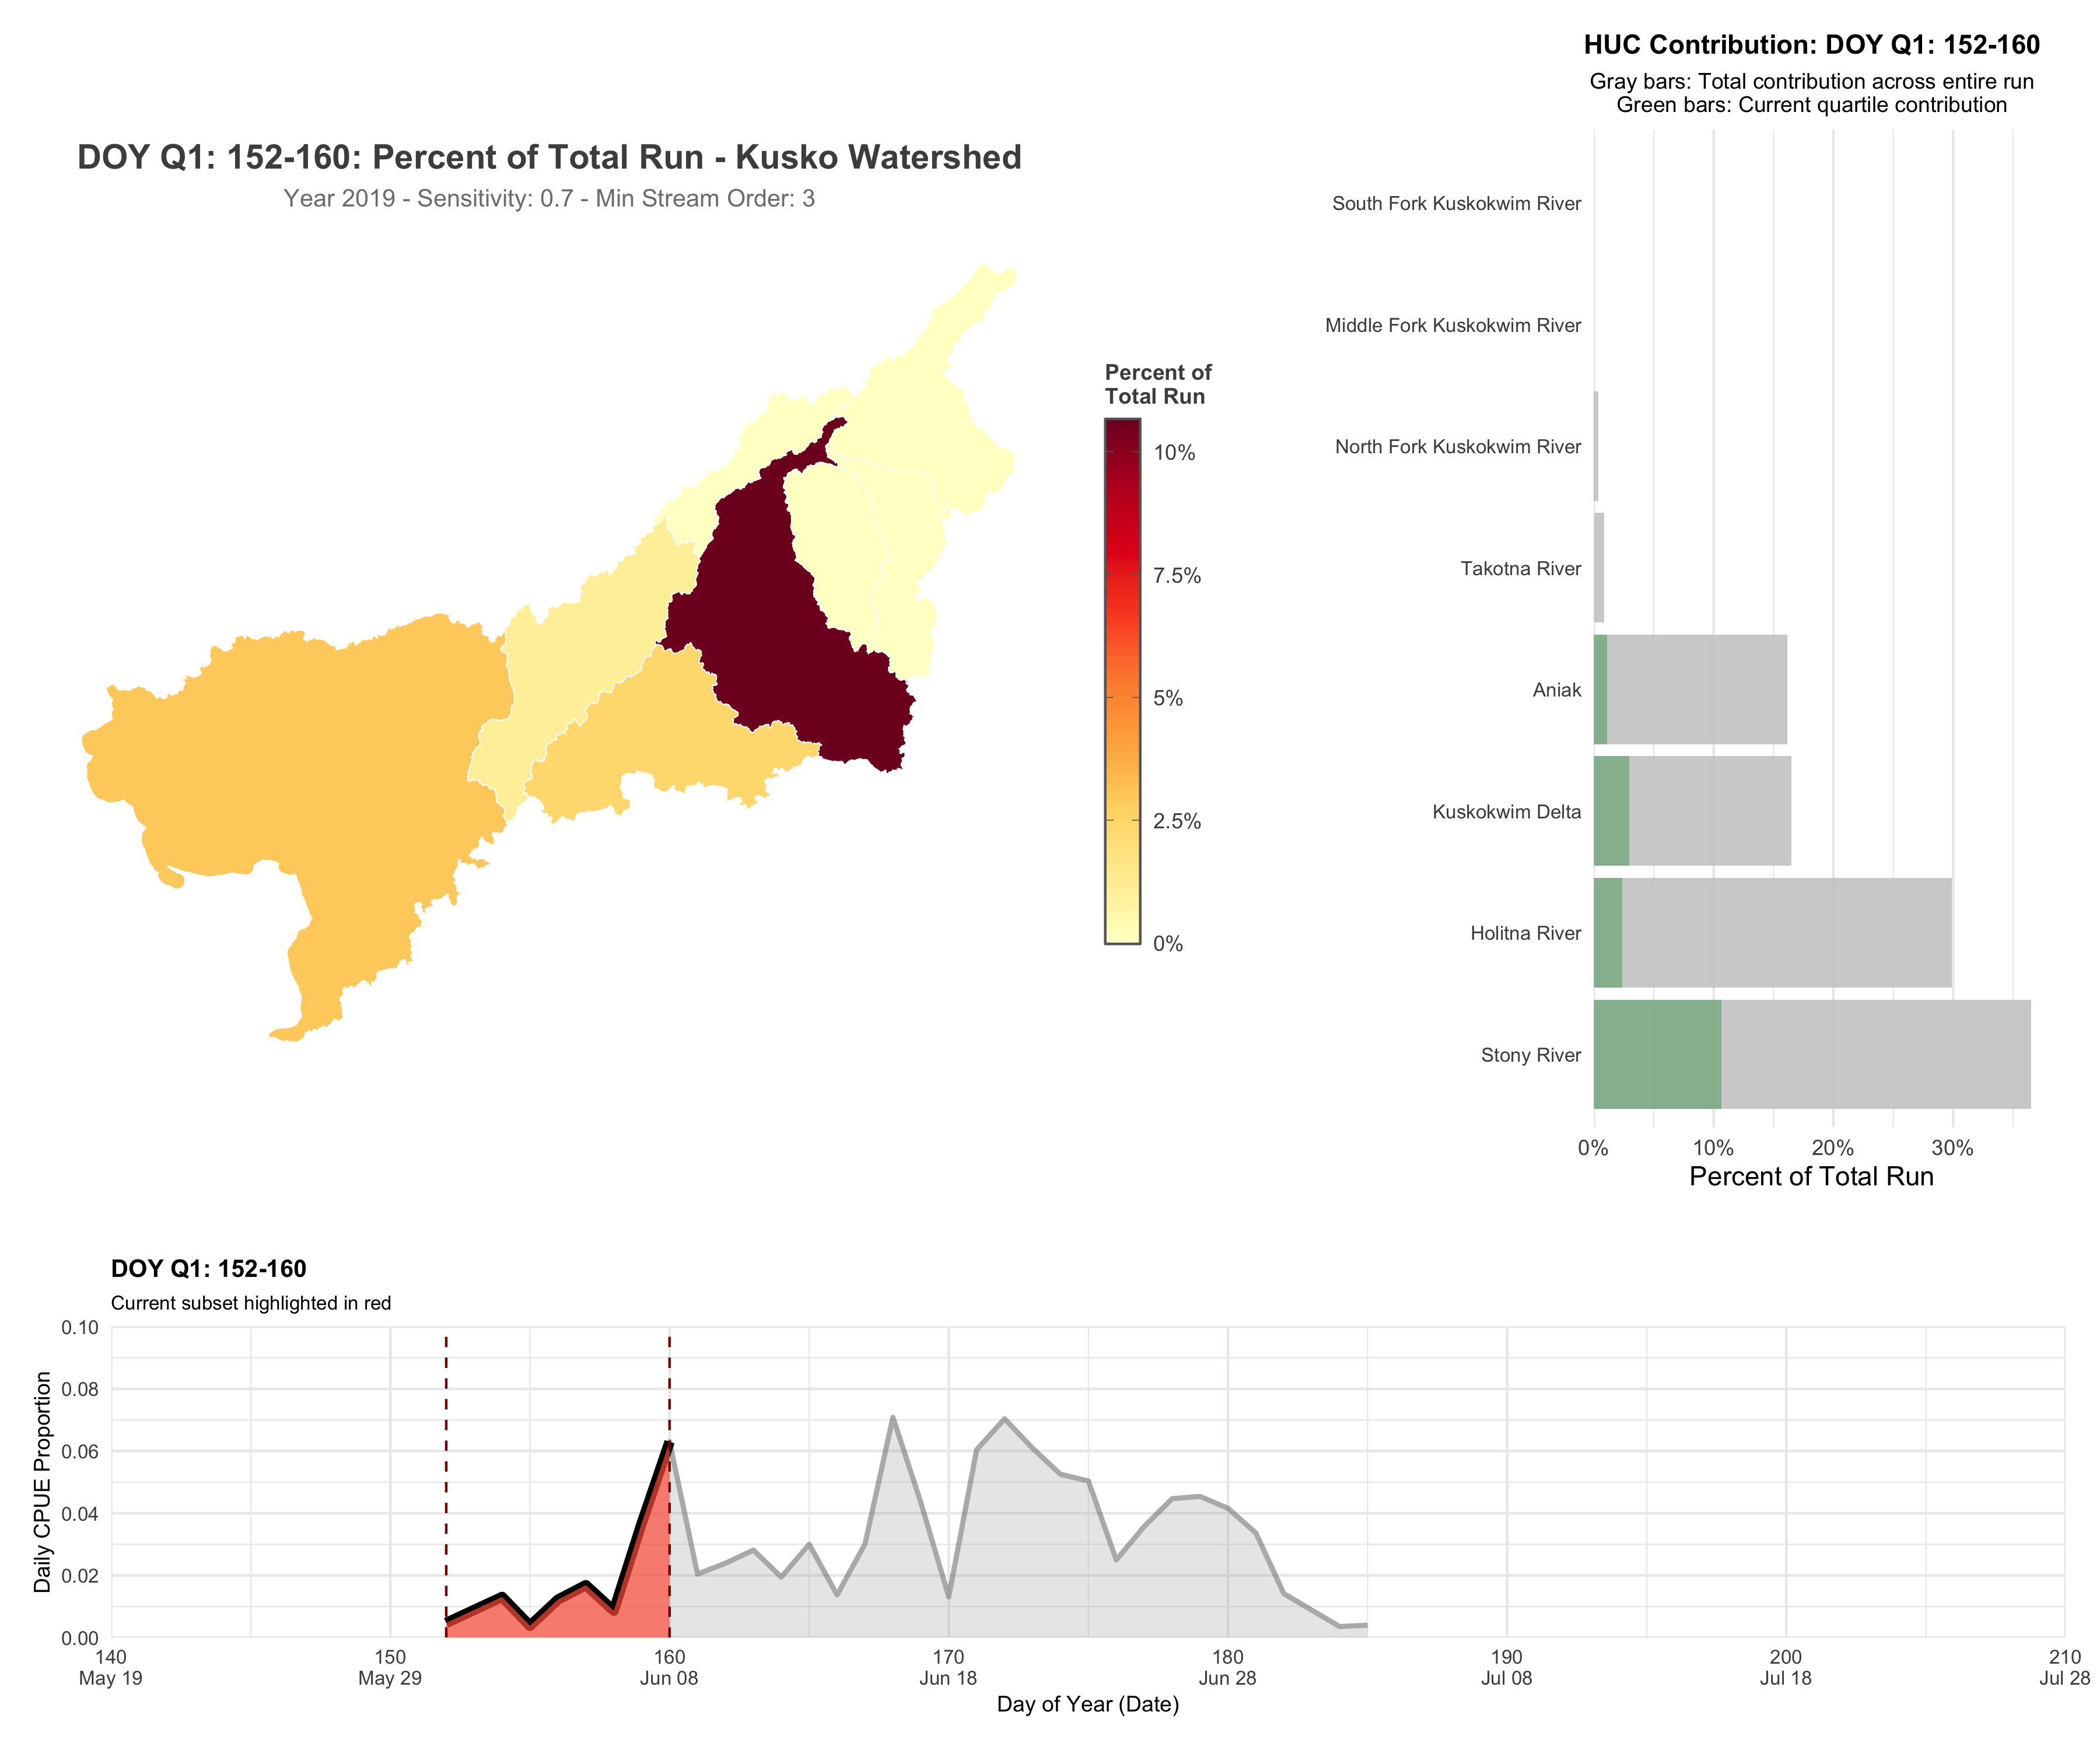 DOY Q1: 152-160: Percent of Total Run - Kusko Watershed
Year 2019 - Sensitivity: 0.7 - Min Stream Order: 3
Percent of
Total Run
10%
7.5%
5%
2.5%
0%
HUC Contribution: DOY Q1: 152-160
Gray bars: Total contribution across entire run
Green bars: Current quartile contribution
South Fork Kuskokwim River
Middle Fork Kuskokwim River
North Fork Kuskokwim River
Takotna River
Aniak
Kuskokwim Delta
Holitna River
Stony River
0% 10% 20% 30%
Percent of Total Run
DOY Q1: 152-160
Current subset highlighted in red
Daily CPUE Proportion
0.10
0.08
0.06
0.04
0.02
0.00
140 150 160 170 180 190 200 210
May 19 May 29 Jun 08 Jun 18 Jun 28 Jul 08 Jul 18 Jul 28
Day of Year (Date)